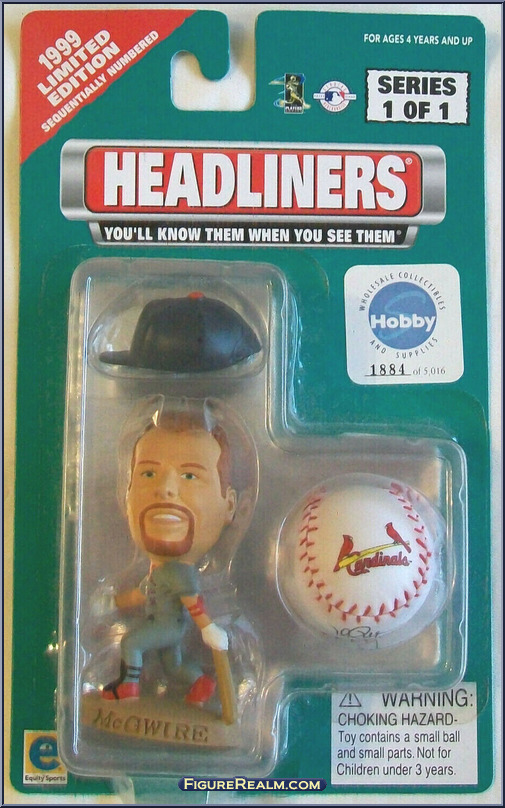 1999
LIMITED
EDITION
SEQUENTIALLY NUMBERED
FOR AGES 4 YEARS AND UP
SERIES
1 OF 1
HEADLINERS®
YOU'LL KNOW THEM WHEN YOU SEE THEM®
WHOLESALE COLLECTIBLES
Hobby
AND SUPPLIES
1884 of 5,016
Cardinals
McGWIRE
WARNING:
CHOKING HAZARD-
Toy contains a small ball
and small parts. Not for
Children under 3 years.
e
Equity Sports
FIGUREREALM.COM